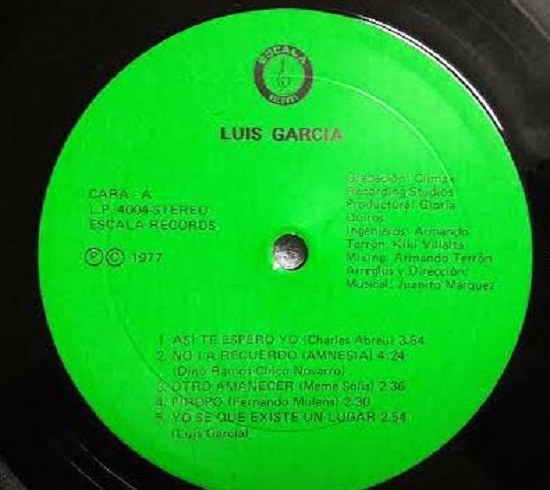 ESCALA
RECORDS
LUIS GARCIA
CARA - A
L.P. 4004-STEREO
ESCALA RECORDS
Ⓟ © 1977
Grabación: Climax
Recording Studios
Productora: Gloria
Quiros
Ingenieros: Armando
Terrón, Kiki Villalta
Mixing: Armando Terrón
Arreglos y Dirección:
Musical: Juanito Marquez
1. ASI TE ESPERO YO (Charles Abreu) 3.54
2. NO LA RECUERDO (AMNESIA) 4:24
(Dino Ramos-Chico Novarro)
3. OTRO AMANECER (Meme Solis) 2.36
4. PIROPO (Fernando Mulens) 2.30
5. YO SE QUE EXISTE UN LUGAR 2.54
(Luis Garcia)